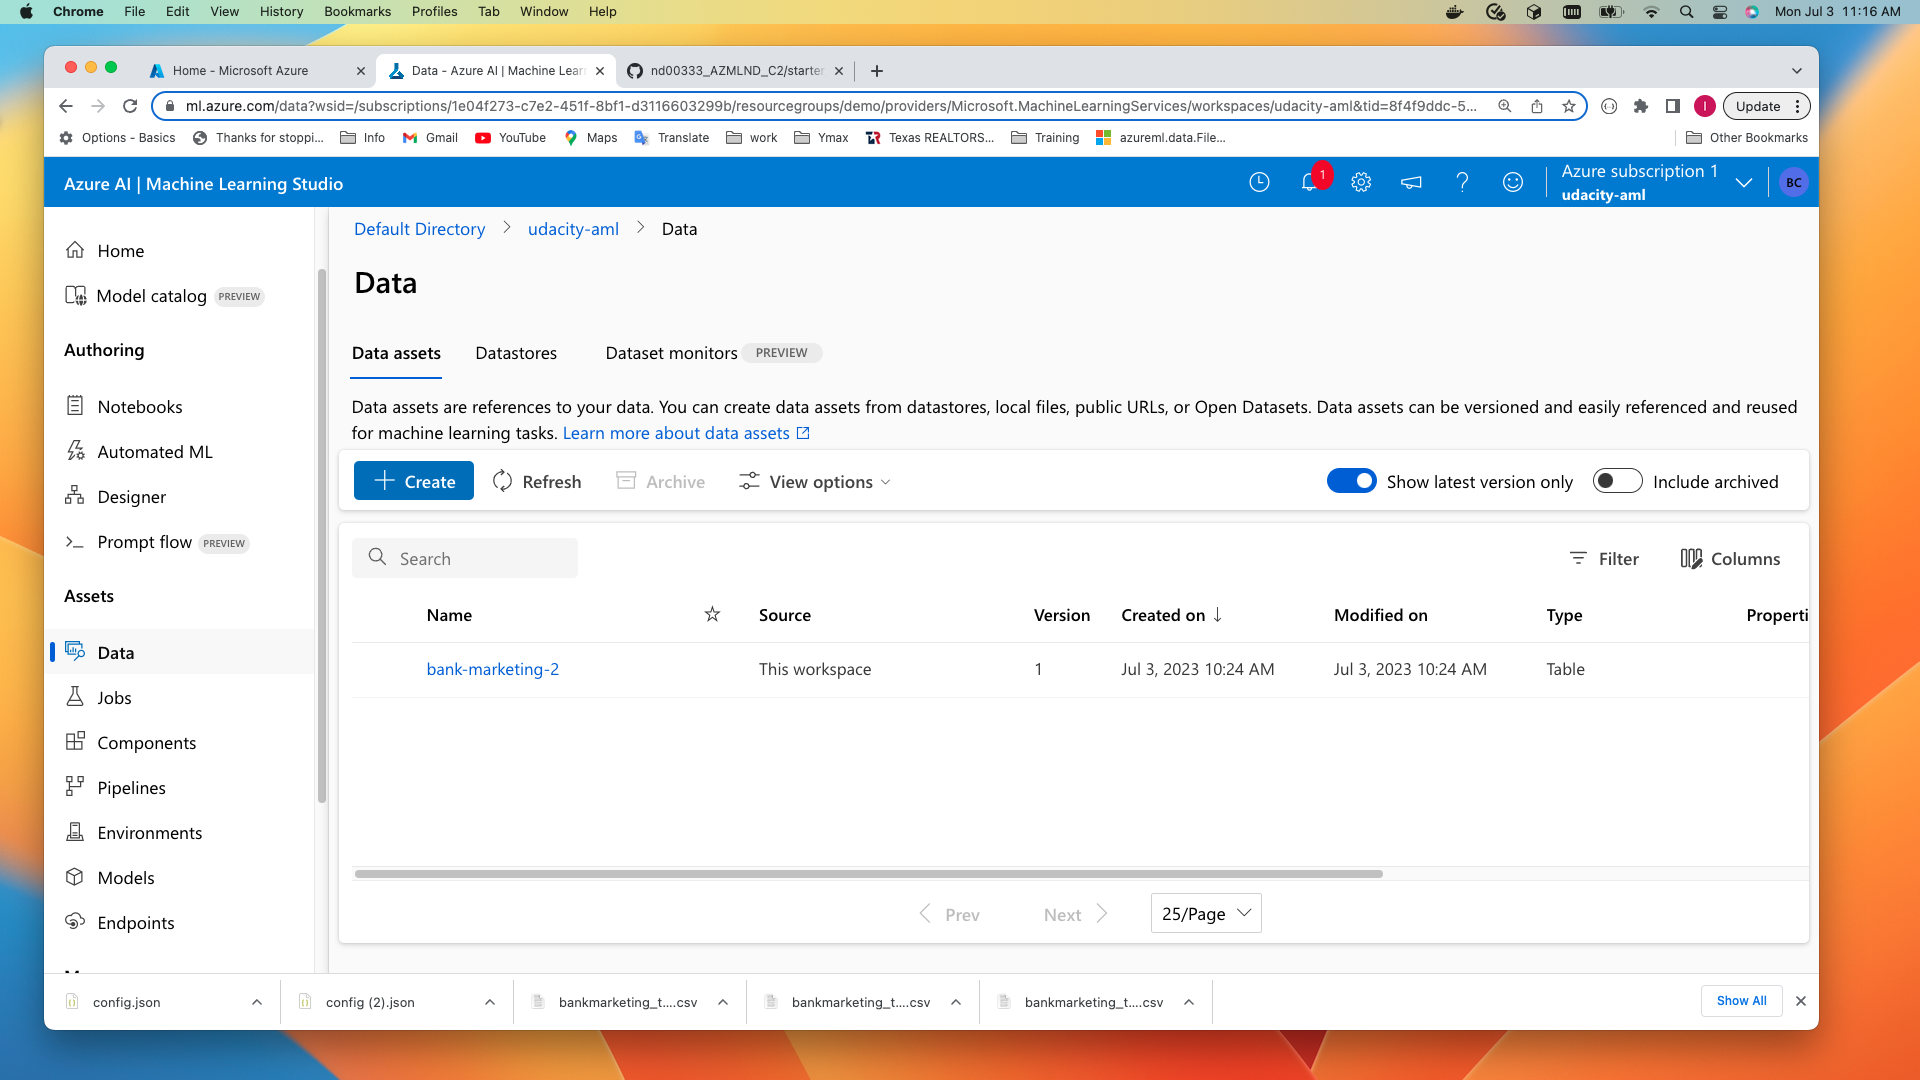 Chrome File Edit View History Bookmarks Profiles Tab Window Help Mon Jul 3 11:16 AM
Home - Microsoft Azure Data - Azure AI | Machine Lear nd00333_AZMLND_C2/starter
ml.azure.com/data?wsid=/subscriptions/1e04f273-c7e2-451f-8bf1-d3116603299b/resourcegroups/demo/providers/Microsoft.MachineLearningServices/workspaces/udacity-aml&tid=8f4f9ddc-5... I Update
Options - Basics Thanks for stoppi... Info Gmail YouTube Maps Translate work Ymax Texas REALTORS... Training azureml.data.File... Other Bookmarks
Azure AI | Machine Learning Studio 1 Azure subscription 1
udacity-aml BC
Default Directory udacity-aml Data
Home
Data
Model catalog PREVIEW
Authoring
Data assets Datastores Dataset monitors PREVIEW
Notebooks
Data assets are references to your data. You can create data assets from datastores, local files, public URLs, or Open Datasets. Data assets can be versioned and easily referenced and reused
for machine learning tasks. Learn more about data assets
Automated ML
Create Refresh Archive View options Show latest version only Include archived
Designer
Prompt flow PREVIEW
Search Filter Columns
Assets
Name Source Version Created on Modified on Type Properti
Data
bank-marketing-2 This workspace 1 Jul 3, 2023 10:24 AM Jul 3, 2023 10:24 AM Table
Jobs
Components
Pipelines
Environments
Models
Endpoints
Prev Next 25/Page
config.json config (2).json bankmarketing_t....csv bankmarketing_t....csv bankmarketing_t....csv Show All